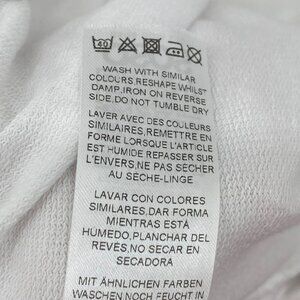 40
WASH WITH SIMILAR
COLOURS.RESHAPE WHILST
DAMP.IRON ON REVERSE
SIDE.DO NOT TUMBLE DRY
LAVER AVEC DES COULEURS
SIMILAIRES,REMETTRE EN
FORME LORSQUE L'ARTICLE
EST HUMIDE REPASSER SUR
L'ENVERS,NE PAS SÉCHER
AU SÈCHE-LINGE
LAVAR CON COLORES
SIMILARES,DAR FORMA
MIENTRAS ESTÁ
HÚMEDO,PLANCHAR DEL
REVÉS,NO SECAR EN
SECADORA
MIT ÄHNLICHEN FARBEN
WASCHEN NOCH FEUCHT IN